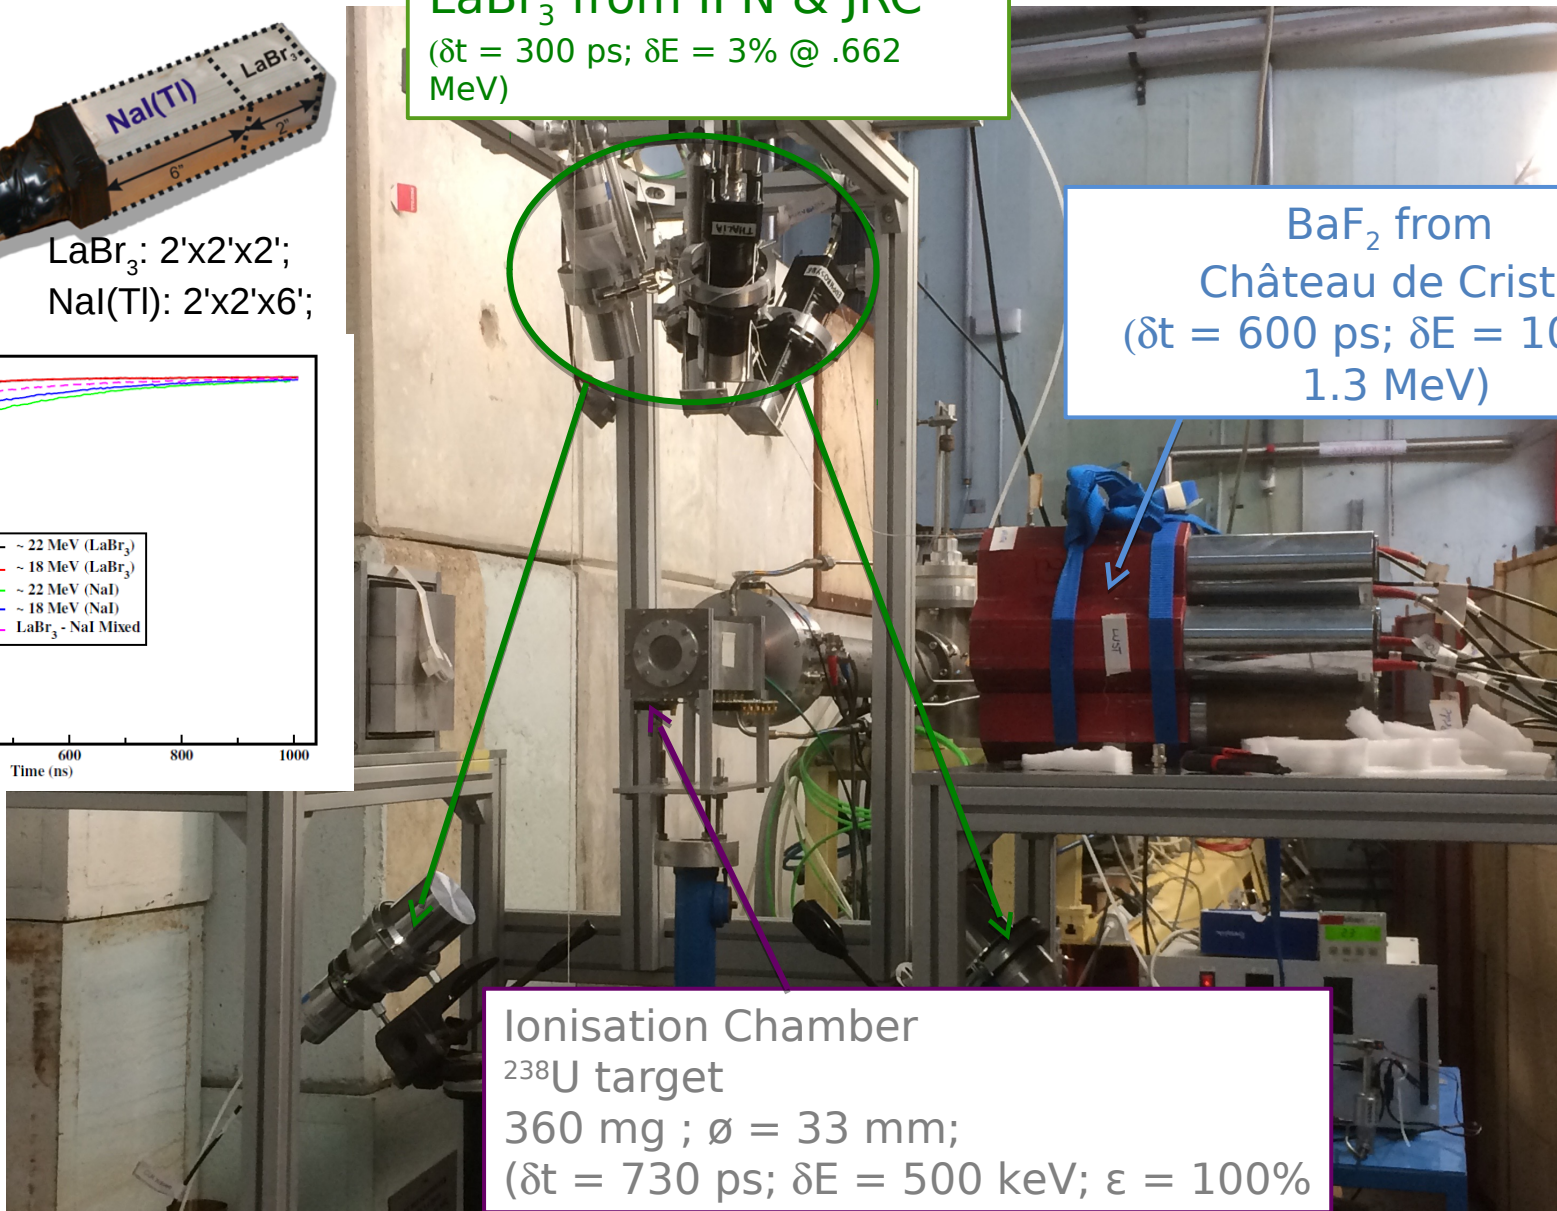 LaBr3 from IPN & JRC
(δt = 300 ps; δE = 3% @ .662
MeV)
NaI(Tl)
LaBr3
6"
2"
LaBr3: 2'x2'x2';
NaI(Tl): 2'x2'x6';
BaF2 from
Château de Crist
(δt = 600 ps; δE = 10
1.3 MeV)
THALIA
~ 22 MeV (LaBr3)
~ 18 MeV (LaBr3)
~ 22 MeV (NaI)
~ 18 MeV (NaI)
LaBr3 - NaI Mixed
600
800
1000
Time (ns)
Ionisation Chamber
238U target
360 mg ; ø = 33 mm;
(δt = 730 ps; δE = 500 keV; ε = 100%